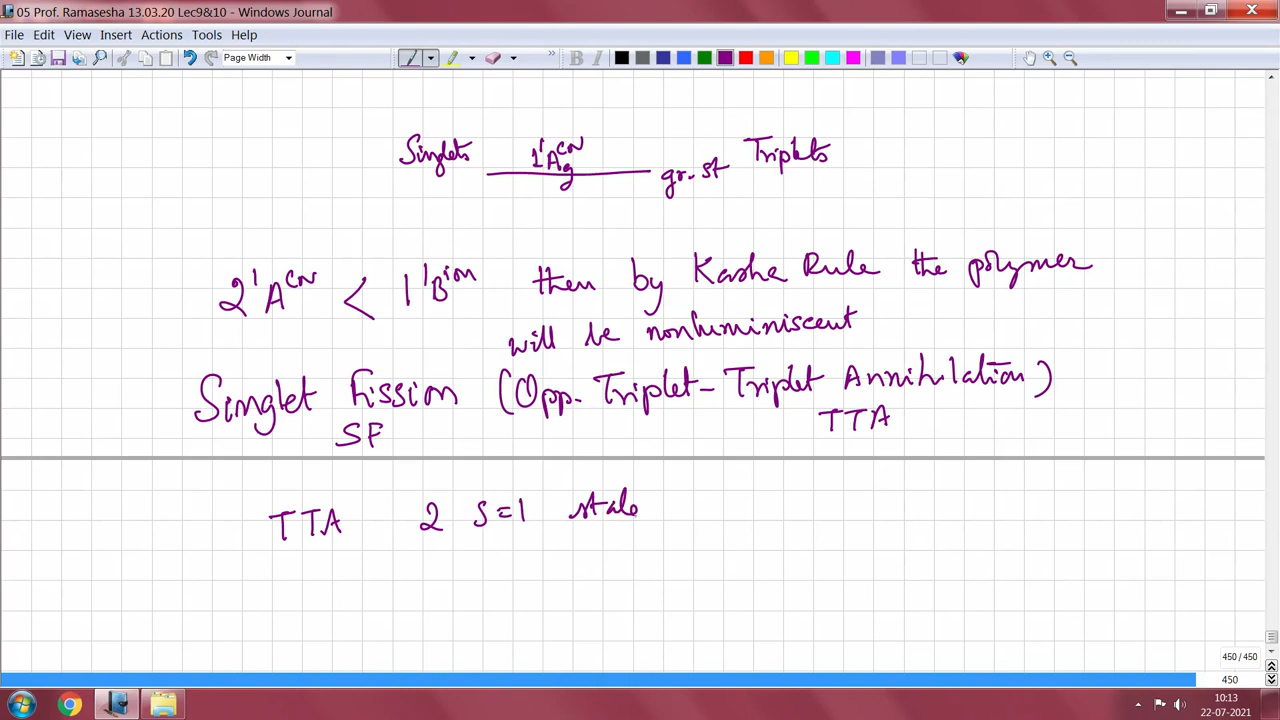 05 Prof. Ramasesha 13.03.20 Lec9&10 - Windows Journal
File Edit View Insert Actions Tools Help
Page Width
Singlets 1¹Ag^cov gr. st Triplets
2¹A^cov < 1¹B^ion then by Kasha Rule the polymer
will be nonluminiscent
Singlet Fission (Opp. Triplet-Triplet Annihilation)
SF TTA
TTA 2 S=1 state
450 / 450
450
10:13
22-07-2021